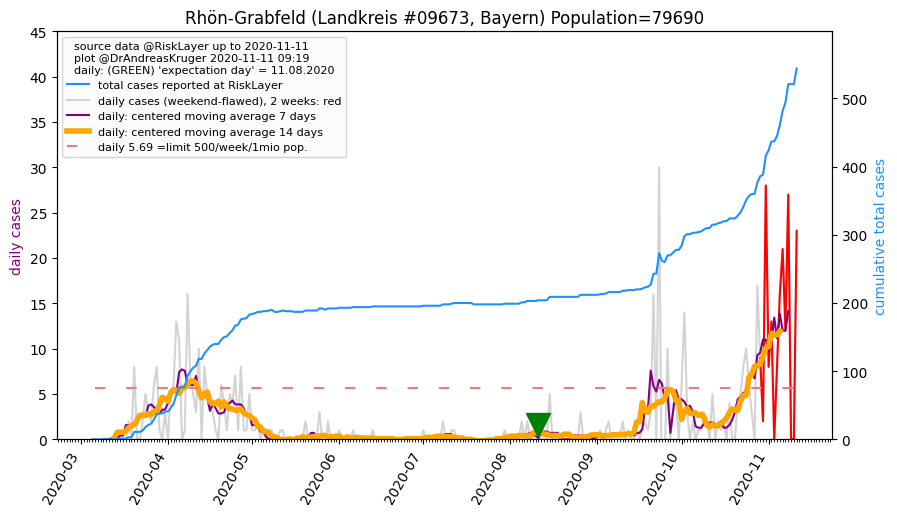 Rhön-Grabfeld (Landkreis #09673, Bayern) Population=79690
source data @RiskLayer up to 2020-11-11
plot @DrAndreasKruger 2020-11-11 09:19
daily: (GREEN) 'expectation day' = 11.08.2020
total cases reported at RiskLayer
daily cases (weekend-flawed), 2 weeks: red
daily: centered moving average 7 days
daily: centered moving average 14 days
daily 5.69 =limit 500/week/1mio pop.
daily cases
45
40
35
30
25
20
15
10
5
0
500
400
300
200
100
0
cumulative total cases
2020-03
2020-04
2020-05
2020-06
2020-07
2020-08
2020-09
2020-10
2020-11